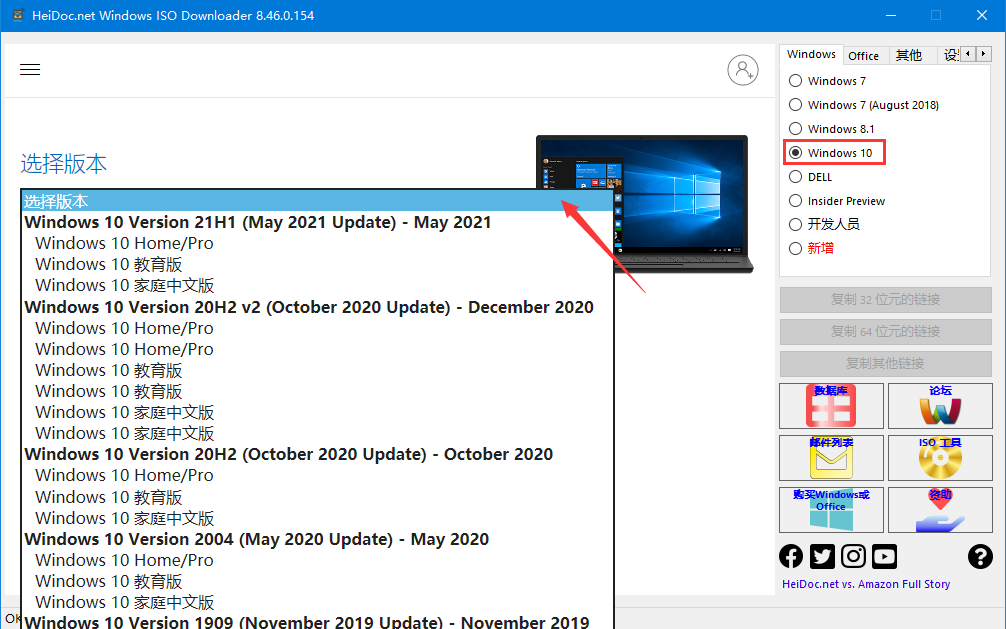 HeiDoc.net Windows ISO Downloader 8.46.0.154
选择版本
选择版本
Windows 10 Version 21H1 (May 2021 Update) - May 2021
Windows 10 Home/Pro
Windows 10 教育版
Windows 10 家庭中文版
Windows 10 Version 20H2 v2 (October 2020 Update) - December 2020
Windows 10 Home/Pro
Windows 10 Home/Pro
Windows 10 教育版
Windows 10 教育版
Windows 10 家庭中文版
Windows 10 家庭中文版
Windows 10 Version 20H2 (October 2020 Update) - October 2020
Windows 10 Home/Pro
Windows 10 教育版
Windows 10 家庭中文版
Windows 10 Version 2004 (May 2020 Update) - May 2020
Windows 10 Home/Pro
Windows 10 教育版
Windows 10 家庭中文版
Windows 10 Version 1909 (November 2019 Update) - November 2019
OK
Windows Office 其他 设
Windows 7
Windows 7 (August 2018)
Windows 8.1
Windows 10
DELL
Insider Preview
开发人员
新增
复制 32 位元的链接
复制 64 位元的链接
复制其他链接
数据库 论坛
邮件列表 ISO 工具
购买Windows或 资助
Office
HeiDoc.net vs. Amazon Full Story